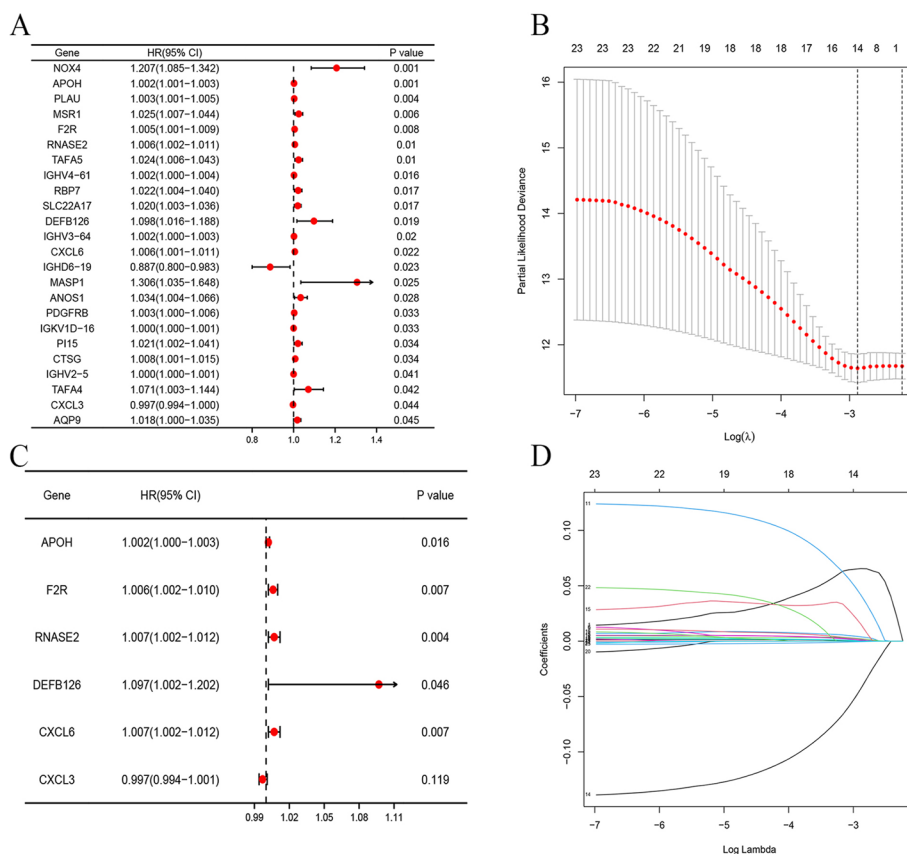 A
Gene HR(95% CI) P value
NOX4 1.207(1.085−1.342) 0.001
APOH 1.002(1.001−1.003) 0.001
PLAU 1.003(1.001−1.005) 0.004
MSR1 1.025(1.007−1.044) 0.006
F2R 1.005(1.001−1.009) 0.008
RNASE2 1.006(1.002−1.011) 0.01
TAFA5 1.024(1.006−1.043) 0.01
IGHV4−61 1.002(1.000−1.004) 0.016
RBP7 1.022(1.004−1.040) 0.017
SLC22A17 1.020(1.003−1.036) 0.017
DEFB126 1.098(1.016−1.188) 0.019
IGHV3−64 1.002(1.000−1.003) 0.02
CXCL6 1.006(1.001−1.011) 0.022
IGHD6−19 0.887(0.800−0.983) 0.023
MASP1 1.306(1.035−1.648) 0.025
ANOS1 1.034(1.004−1.066) 0.028
PDGFRB 1.003(1.000−1.006) 0.033
IGKV1D−16 1.000(1.000−1.001) 0.033
PI15 1.021(1.002−1.041) 0.034
CTSG 1.008(1.001−1.015) 0.034
IGHV2−5 1.000(1.000−1.001) 0.041
TAFA4 1.071(1.003−1.144) 0.042
CXCL3 0.997(0.994−1.000) 0.044
AQP9 1.018(1.000−1.035) 0.045
0.8 1.0 1.2 1.4
B
23 23 23 22 21 19 18 18 18 17 16 14 8 1
16
15
14
13
12
Partial Likelihood Deviance
−7 −6 −5 −4 −3
Log(λ)
C
Gene HR(95% CI) P value
APOH 1.002(1.000−1.003) 0.016
F2R 1.006(1.002−1.010) 0.007
RNASE2 1.007(1.002−1.012) 0.004
DEFB126 1.097(1.002−1.202) 0.046
CXCL6 1.007(1.002−1.012) 0.007
CXCL3 0.997(0.994−1.001) 0.119
0.99 1.02 1.05 1.08 1.11
D
23 22 19 18 14
0.10
0.05
0.00
−0.05
−0.10
Coefficients
11
22
15
20
14
−7 −6 −5 −4 −3
Log Lambda